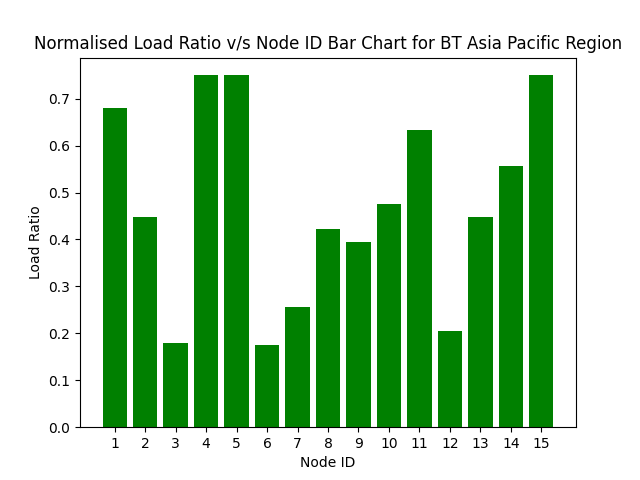 Normalised Load Ratio v/s Node ID Bar Chart for BT Asia Pacific Region
Load Ratio
0.7
0.6
0.5
0.4
0.3
0.2
0.1
0.0
1 2 3 4 5 6 7 8 9 10 11 12 13 14 15
Node ID